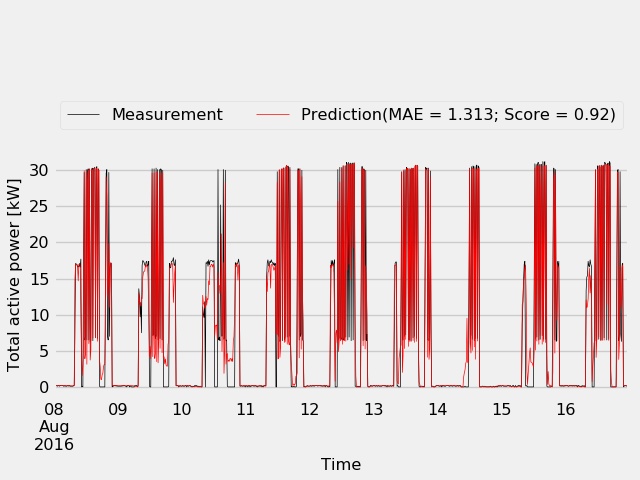 Measurement
Prediction(MAE = 1.313; Score = 0.92)
Total active power [kW]
30
25
20
15
10
5
0
08 09 10 11 12 13 14 15 16
Aug
2016
Time